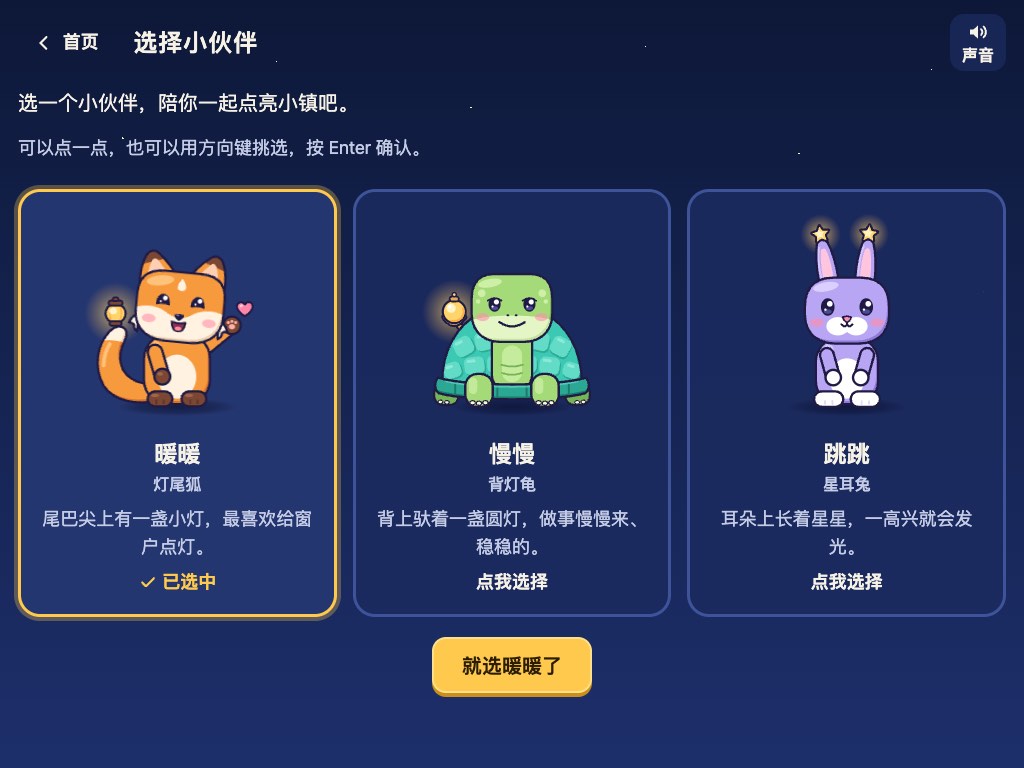 首页
选择小伙伴
声音
选一个小伙伴，陪你一起点亮小镇吧。
可以点一点，也可以用方向键挑选，按 Enter 确认。
暖暖
灯尾狐
尾巴尖上有一盏小灯，最喜欢给窗
户点灯。
已选中
慢慢
背灯龟
背上驮着一盏圆灯，做事慢慢来、
稳稳的。
点我选择
跳跳
星耳兔
耳朵上长着星星，一高兴就会发
光。
点我选择
就选暖暖了